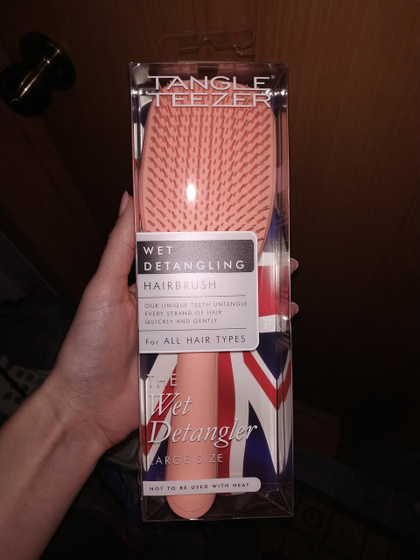 TANGLE
TEEZER®
WET
DETANGLING
HAIRBRUSH
OUR UNIQUE TEETH UNTANGLE
EVERY STRAND OF HAIR
QUICKLY AND GENTLY
For ALL HAIR TYPES
THE
Wet
Detangler
LARGE SIZE
NOT TO BE USED WITH HEAT